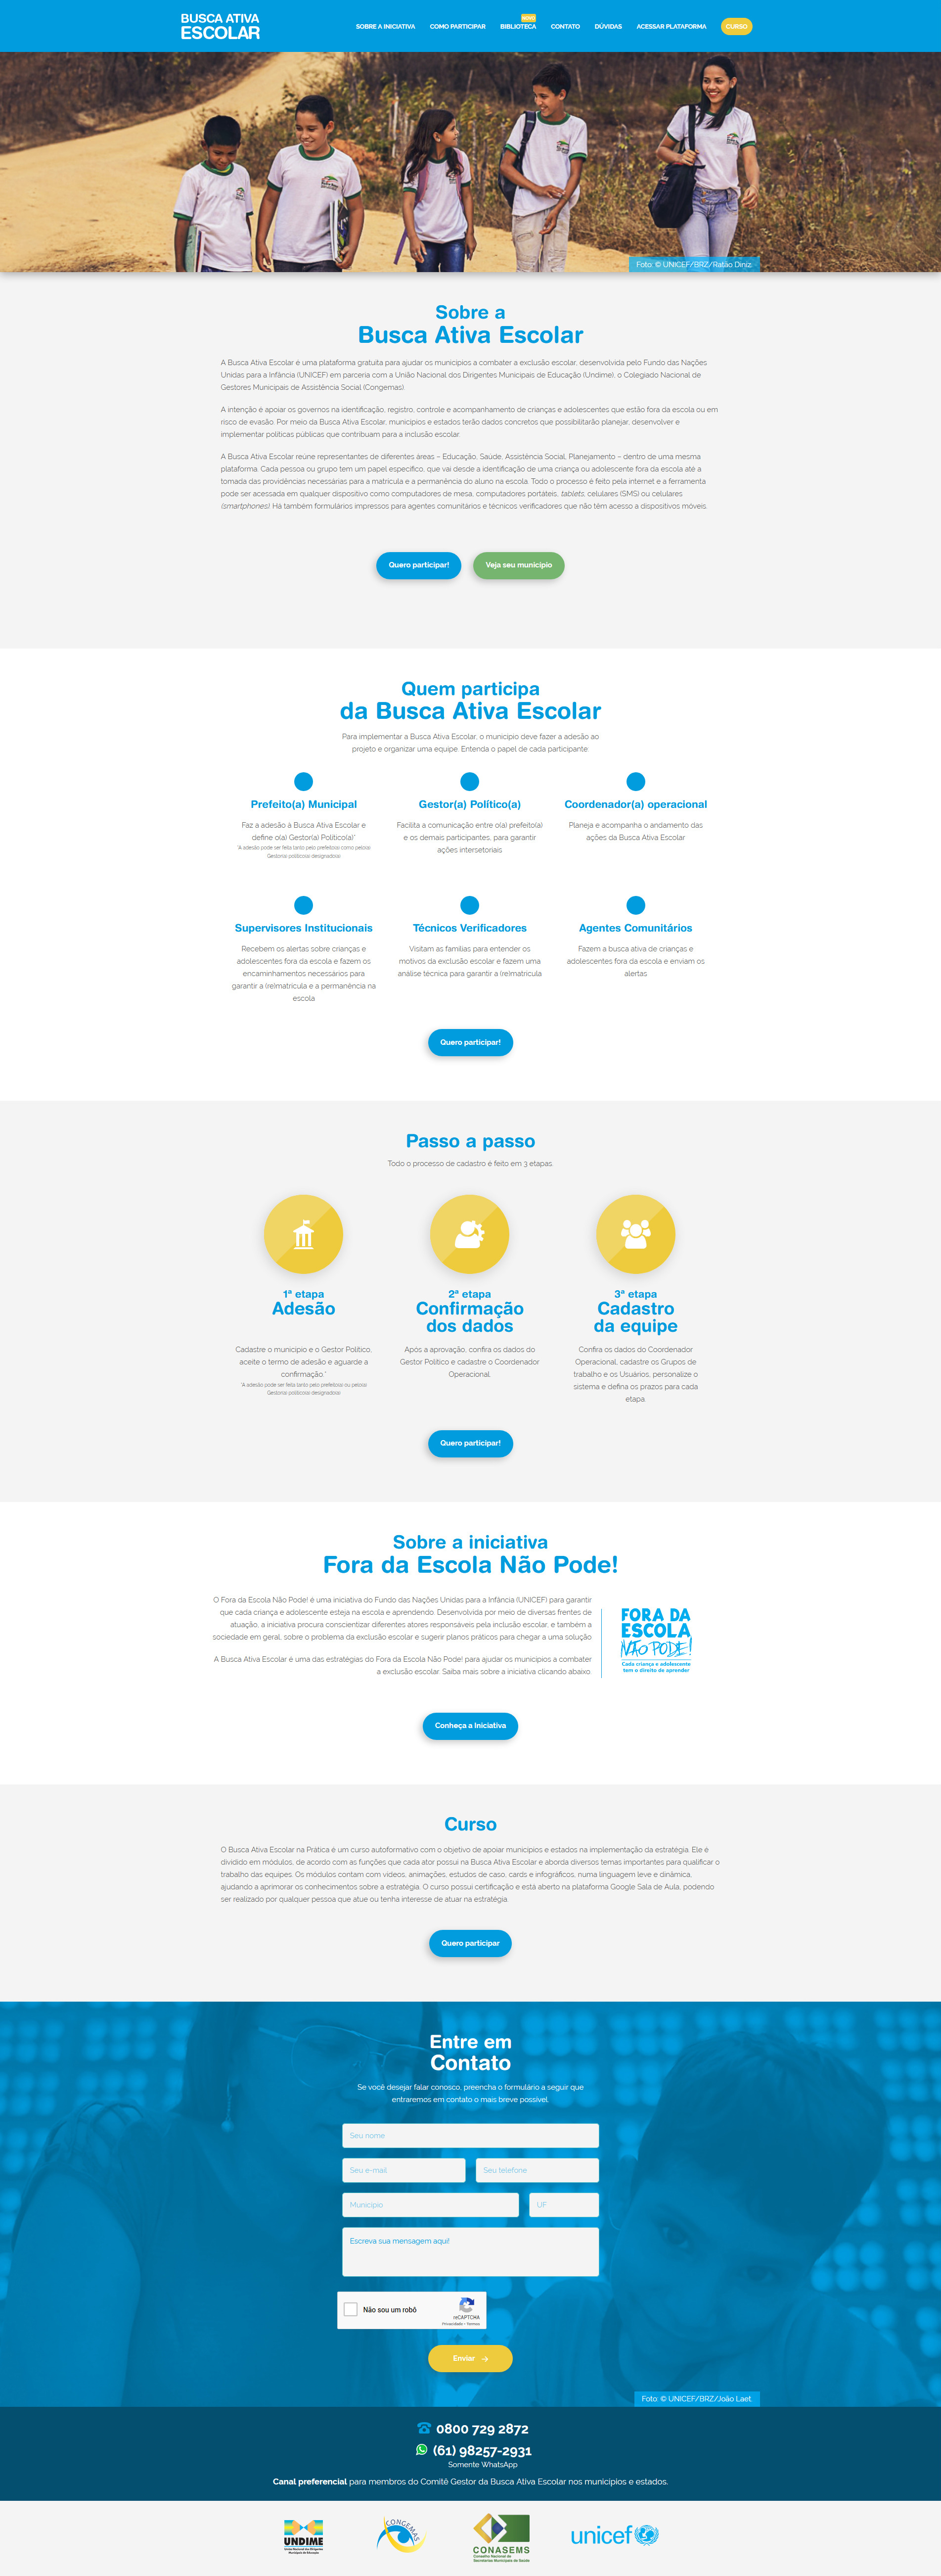 BUSCA ATIVA
ESCOLAR
NOVO
SOBRE A INICIATIVA COMO PARTICIPAR BIBLIOTECA CONTATO DÚVIDAS ACESSAR PLATAFORMA CURSO
Foto: © UNICEF/BRZ/Ratão Diniz.
Sobre a
Busca Ativa Escolar
A Busca Ativa Escolar é uma plataforma gratuita para ajudar os municípios a combater a exclusão escolar, desenvolvida pelo Fundo das Nações
Unidas para a Infância (UNICEF) em parceria com a União Nacional dos Dirigentes Municipais de Educação (Undime), o Colegiado Nacional de
Gestores Municipais de Assistência Social (Congemas).
A intenção é apoiar os governos na identificação, registro, controle e acompanhamento de crianças e adolescentes que estão fora da escola ou em
risco de evasão. Por meio da Busca Ativa Escolar, municípios e estados terão dados concretos que possibilitarão planejar, desenvolver e
implementar políticas públicas que contribuam para a inclusão escolar.
A Busca Ativa Escolar reúne representantes de diferentes áreas – Educação, Saúde, Assistência Social, Planejamento – dentro de uma mesma
plataforma. Cada pessoa ou grupo tem um papel específico, que vai desde a identificação de uma criança ou adolescente fora da escola até a
tomada das providências necessárias para a matrícula e a permanência do aluno na escola. Todo o processo é feito pela internet e a ferramenta
pode ser acessada em qualquer dispositivo como computadores de mesa, computadores portáteis, tablets, celulares (SMS) ou celulares
(smartphones). Há também formulários impressos para agentes comunitários e técnicos verificadores que não têm acesso a dispositivos móveis.
Quero participar! Veja seu município
Quem participa
da Busca Ativa Escolar
Para implementar a Busca Ativa Escolar, o município deve fazer a adesão ao
projeto e organizar uma equipe. Entenda o papel de cada participante:
Prefeito(a) Municipal
Faz a adesão à Busca Ativa Escolar e
define o(a) Gestor(a) Político(a)*
*A adesão pode ser feita tanto pelo prefeito(a) como pelo(a)
Gestor(a) político(a) designado(a)
Gestor(a) Político(a)
Facilita a comunicação entre o(a) prefeito(a)
e os demais participantes, para garantir
ações intersetoriais
Coordenador(a) operacional
Planeja e acompanha o andamento das
ações da Busca Ativa Escolar
Supervisores Institucionais
Recebem os alertas sobre crianças e
adolescentes fora da escola e fazem os
encaminhamentos necessários para
garantir a (re)matrícula e a permanência na
escola
Técnicos Verificadores
Visitam as famílias para entender os
motivos da exclusão escolar e fazem uma
análise técnica para garantir a (re)matrícula
Agentes Comunitários
Fazem a busca ativa de crianças e
adolescentes fora da escola e enviam os
alertas
Quero participar!
Passo a passo
Todo o processo de cadastro é feito em 3 etapas.
1ª etapa
Adesão
Cadastre o município e o Gestor Político,
aceite o termo de adesão e aguarde a
confirmação.*
*A adesão pode ser feita tanto pelo prefeito(a) ou pelo(a)
Gestor(a) político(a) designado(a)
2ª etapa
Confirmação
dos dados
Após a aprovação, confira os dados do
Gestor Político e cadastre o Coordenador
Operacional.
3ª etapa
Cadastro
da equipe
Confira os dados do Coordenador
Operacional, cadastre os Grupos de
trabalho e os Usuários, personalize o
sistema e defina os prazos para cada
etapa.
Quero participar!
Sobre a iniciativa
Fora da Escola Não Pode!
O Fora da Escola Não Pode! é uma iniciativa do Fundo das Nações Unidas para a Infância (UNICEF) para garantir
que cada criança e adolescente esteja na escola e aprendendo. Desenvolvida por meio de diversas frentes de
atuação, a iniciativa procura conscientizar diferentes atores responsáveis pela inclusão escolar, e também a
sociedade em geral, sobre o problema da exclusão escolar e sugerir planos práticos para chegar a uma solução.
A Busca Ativa Escolar é uma das estratégias do Fora da Escola Não Pode! para ajudar os municípios a combater
a exclusão escolar. Saiba mais sobre a iniciativa clicando abaixo.
FORA DA
ESCOLA
NÃO PODE!
Cada criança e adolescente
tem o direito de aprender
Conheça a Iniciativa
Curso
O Busca Ativa Escolar na Prática é um curso autoformativo com o objetivo de apoiar municípios e estados na implementação da estratégia. Ele é
dividido em módulos, de acordo com as funções que cada ator possui na Busca Ativa Escolar e aborda diversos temas importantes para qualificar o
trabalho das equipes. Os módulos contam com vídeos, animações, estudos de caso, cards e infográficos, numa linguagem leve e dinâmica,
ajudando a aprimorar os conhecimentos sobre a estratégia. O curso possui certificação e está aberto na plataforma Google Sala de Aula, podendo
ser realizado por qualquer pessoa que atue ou tenha interesse de atuar na estratégia.
Quero participar
Entre em
Contato
Se você desejar falar conosco, preencha o formulário a seguir que
entraremos em contato o mais breve possível.
Seu nome
Seu e-mail Seu telefone
Município UF
Escreva sua mensagem aqui!
Não sou um robô
reCAPTCHA
Privacidade - Termos
Enviar
Foto: © UNICEF/BRZ/João Laet.
0800 729 2872
(61) 98257-2931
Somente WhatsApp
Canal preferencial para membros do Comitê Gestor da Busca Ativa Escolar nos municípios e estados.
UNDIME
União Nacional dos Dirigentes
Municipais de Educação
CONGEMAS
CONASEMS
Conselho Nacional de
Secretarias Municipais de Saúde
unicef